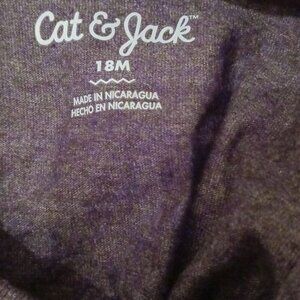 Cat & Jack™
18M
MADE IN NICARAGUA
HECHO EN NICARAGUA